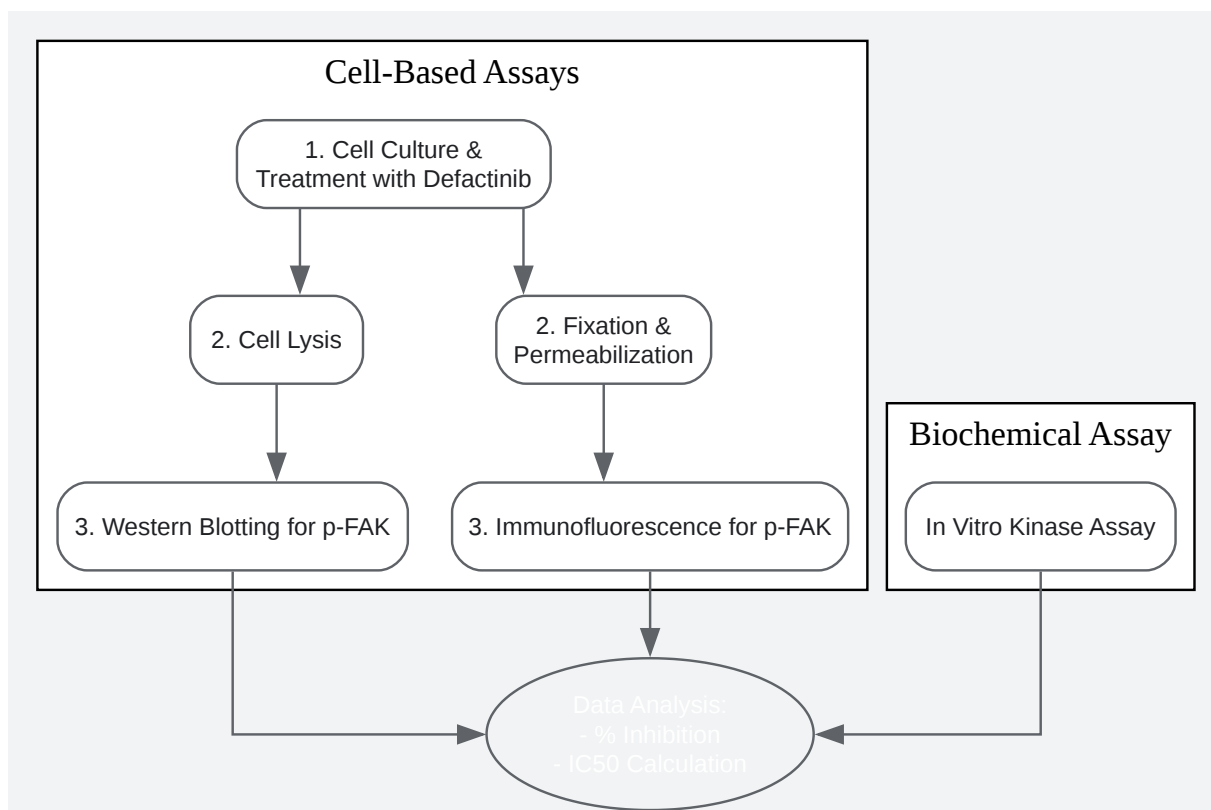 Cell-Based Assays
1. Cell Culture &
Treatment with Defactinib
2. Cell Lysis
2. Fixation &
Permeabilization
3. Western Blotting for p-FAK
3. Immunofluorescence for p-FAK
Biochemical Assay
In Vitro Kinase Assay
Data Analysis:
- % Inhibition
- IC50 Calculation